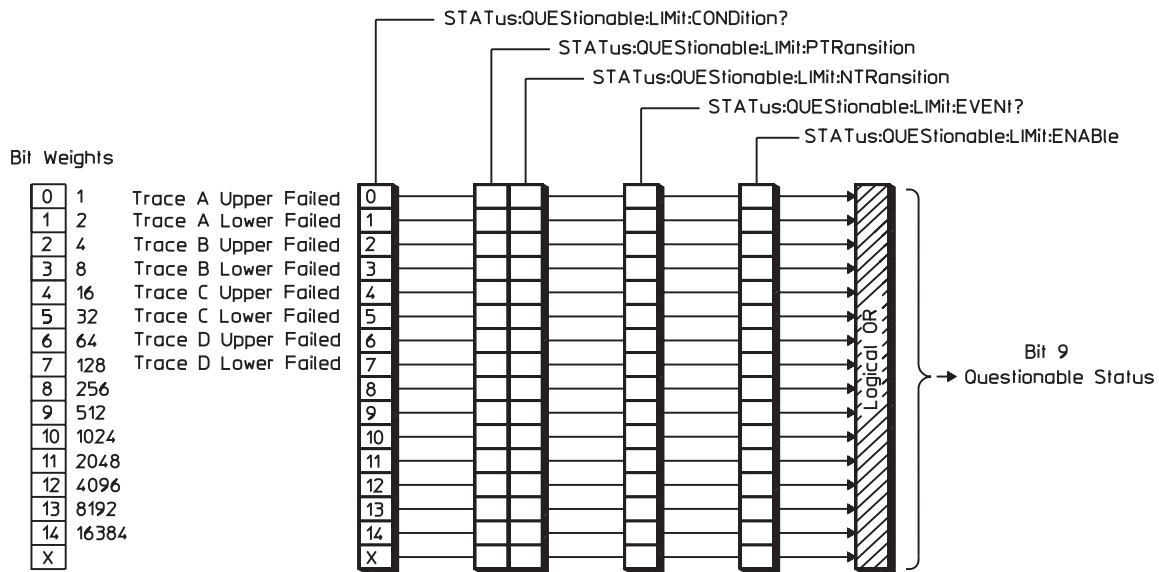 STATus:QUEStionable:LIMit:CONDition?
STATus:QUEStionable:LIMit:PTRansition
STATus:QUEStionable:LIMit:NTRansition
STATus:QUEStionable:LIMit:EVENt?
STATus:QUEStionable:LIMit:ENABle
Bit Weights
0 1 Trace A Upper Failed 0
1 2 Trace A Lower Failed 1
2 4 Trace B Upper Failed 2
3 8 Trace B Lower Failed 3
4 16 Trace C Upper Failed 4
5 32 Trace C Lower Failed 5
6 64 Trace D Upper Failed 6
7 128 Trace D Lower Failed 7
8 256 8
9 512 9
10 1024 10
11 2048 11
12 4096 12
13 8192 13
14 16384 14
X X
Logical OR
Bit 9
Questionable Status